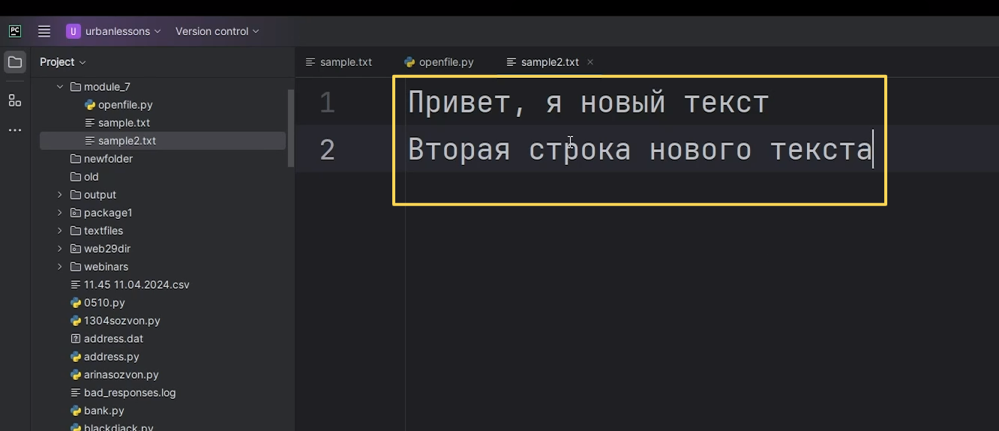 PC
U urbanlessons Version control
Project
sample.txt openfile.py sample2.txt
module_7
openfile.py
sample.txt
sample2.txt
newfolder
old
output
package1
textfiles
web29dir
webinars
11.45 11.04.2024.csv
0510.py
1304sozvon.py
address.dat
address.py
arinasozvon.py
bad_responses.log
bank.py
blackdiack.py
1 Привет, я новый текст
2 Вторая строка нового текста